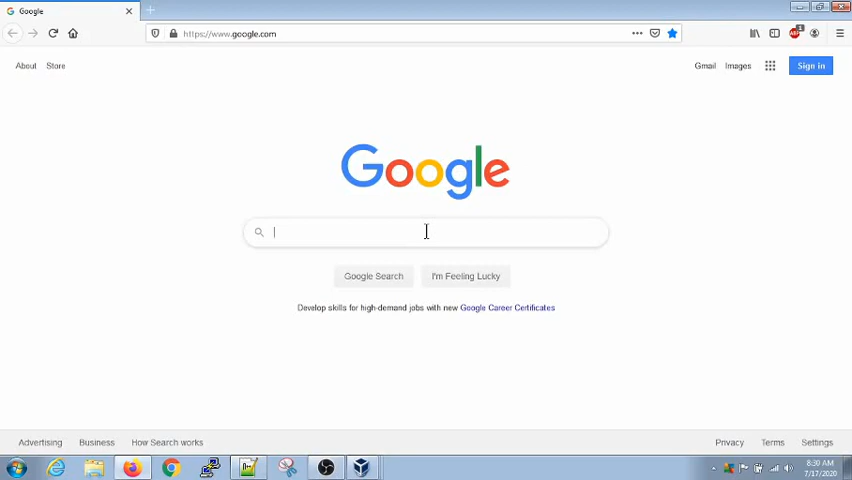 Google
https://www.google.com
ABP 1
About Store
Gmail Images Sign in
Google
Google Search I'm Feeling Lucky
Develop skills for high-demand jobs with new Google Career Certificates
Advertising Business How Search works
Privacy Terms Settings
8:30 AM
7/17/2020